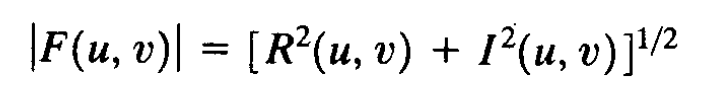 |F(u, v)| = [R²(u, v) + I²(u, v)]^{1/2}